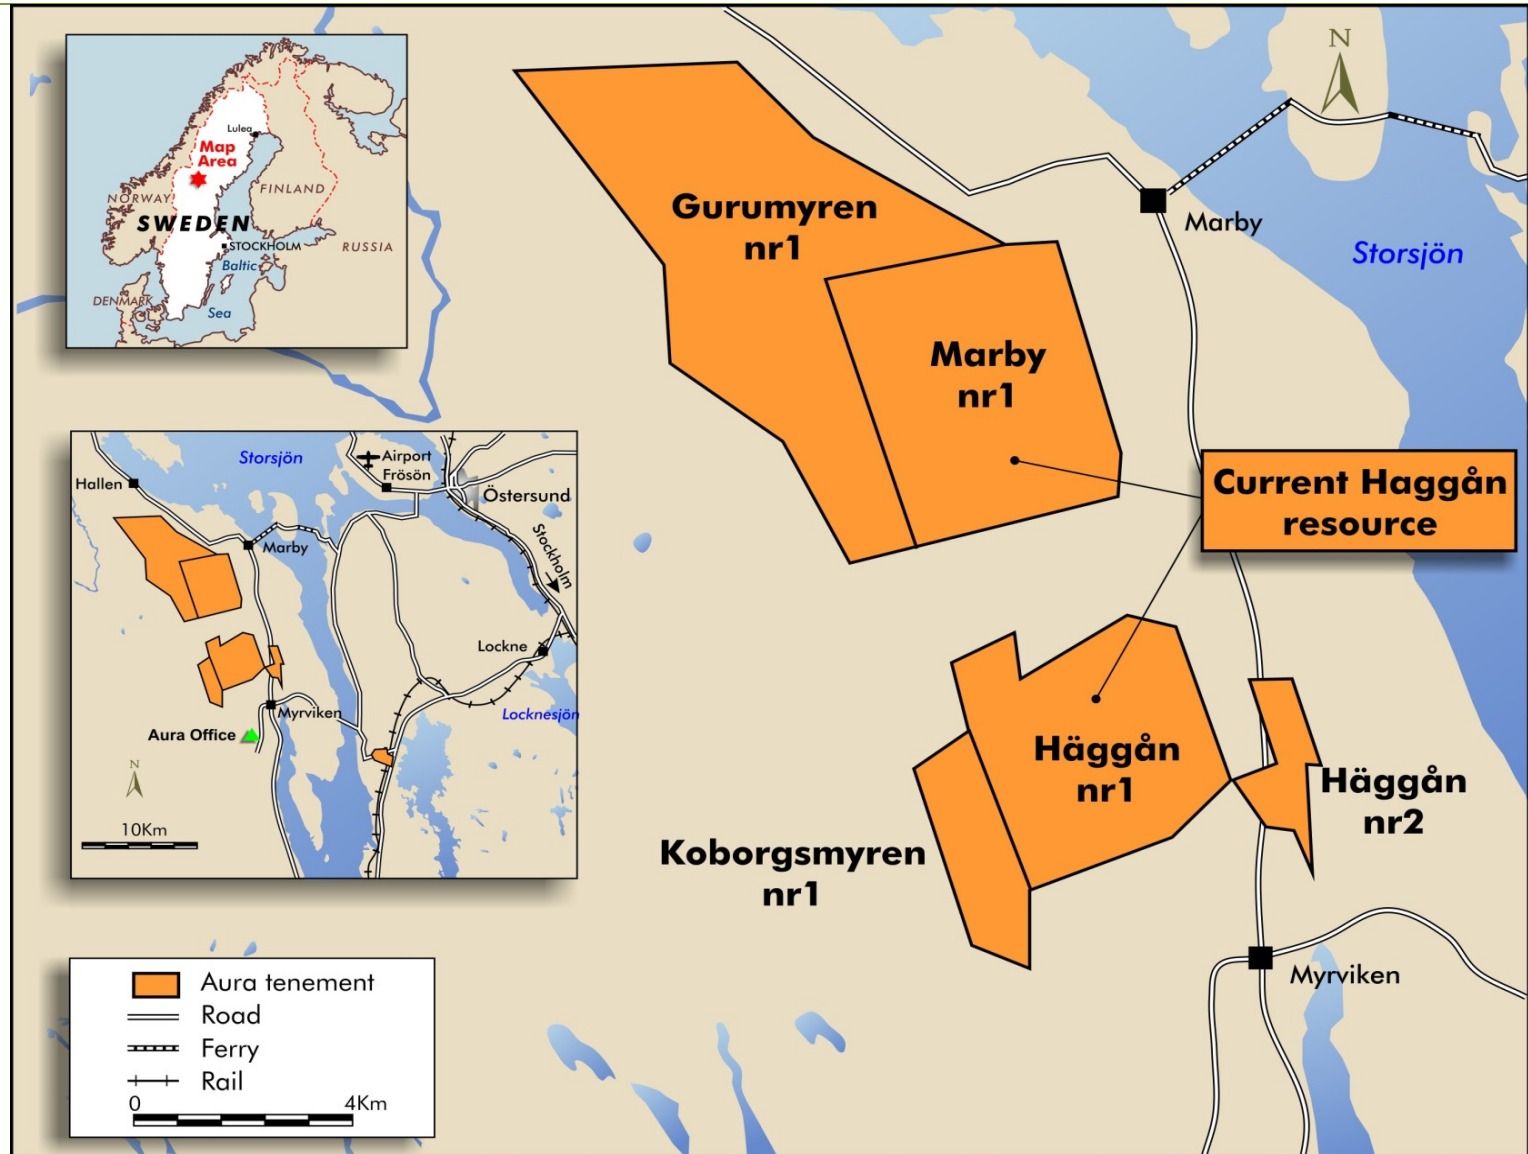 Lulea
Map
Area
NORWAY
FINLAND
SWEDEN
STOCKHOLM
RUSSIA
Baltic
DENMARK
Sea
N
Marby
Storsjön
Gurumyren
nr1
Marby
nr1
Current Haggån
resource
Häggån
nr1
Häggån
nr2
Koborgsmyren
nr1
Myrviken
Storsjön
Airport
Frösön
Hallen
Östersund
Stockholm
Marby
Lockne
Locknesjön
Myrviken
Aura Office
N
10Km
Aura tenement
Road
Ferry
Rail
0 4Km